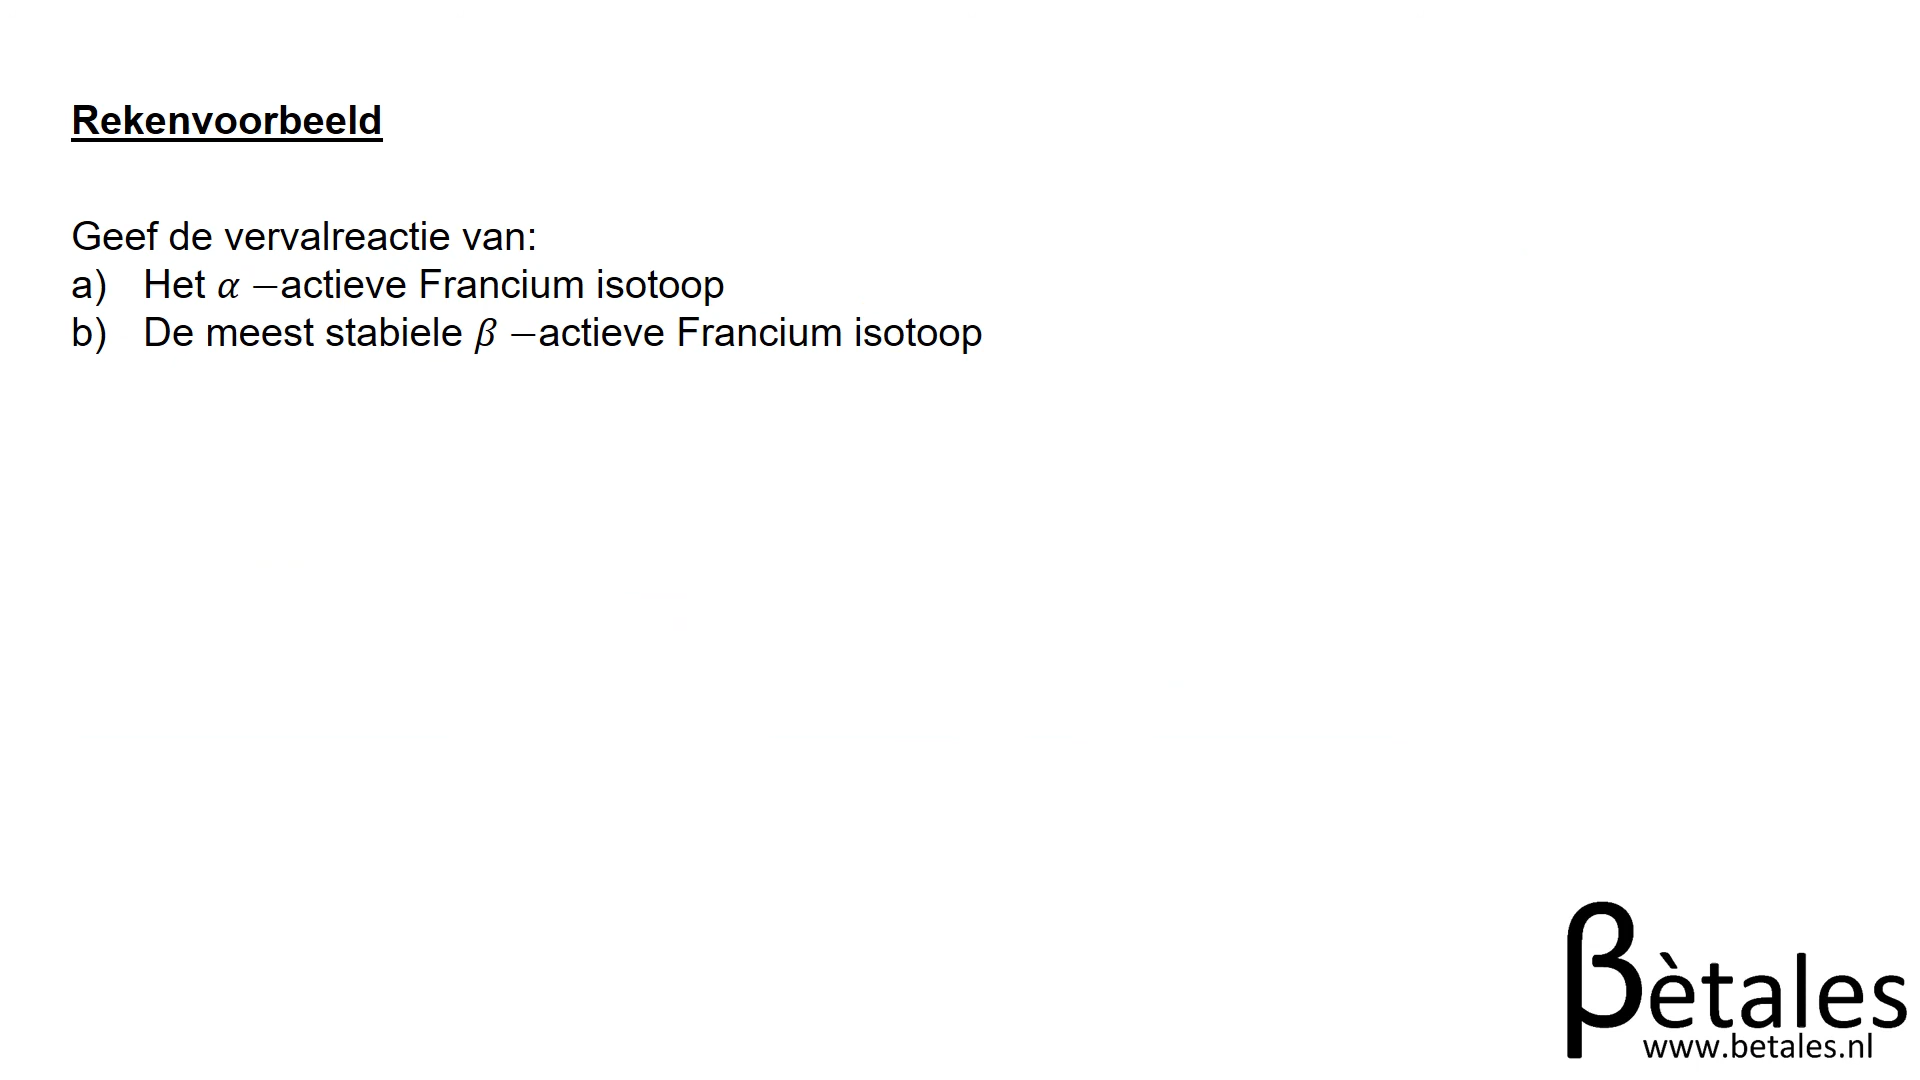 Rekenvoorbeeld
Geef de vervalreactie van:
a) Het α −actieve Francium isotoop
b) De meest stabiele β −actieve Francium isotoop
βètales
www.betales.nl